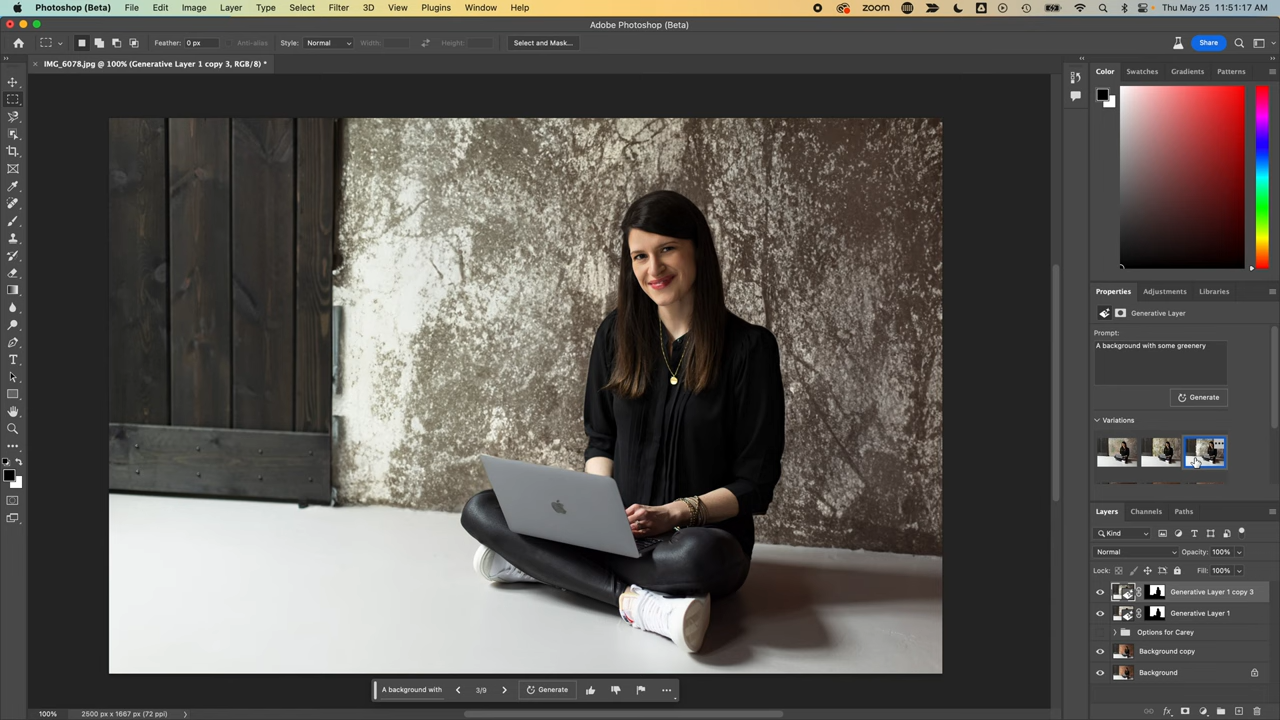 Photoshop (Beta) File Edit Image Layer Type Select Filter 3D View Plugins Window Help zoom Thu May 25 11:51:17 AM
Adobe Photoshop (Beta)
Feather: 0 px Anti-alias Style: Normal Width: Height: Select and Mask... Share
IMG_6078.jpg @ 100% (Generative Layer 1 copy 3, RGB/8) *
Color Swatches Gradients Patterns
Properties Adjustments Libraries
Generative Layer
Prompt:
A background with some greenery
Generate
Variations
Layers Channels Paths
Kind
Normal Opacity: 100%
Lock: Fill: 100%
Generative Layer 1 copy 3
Generative Layer 1
Options for Carey
Background copy
Background
A background with 3/9 Generate
100% 2500 px x 1667 px (72 ppi)